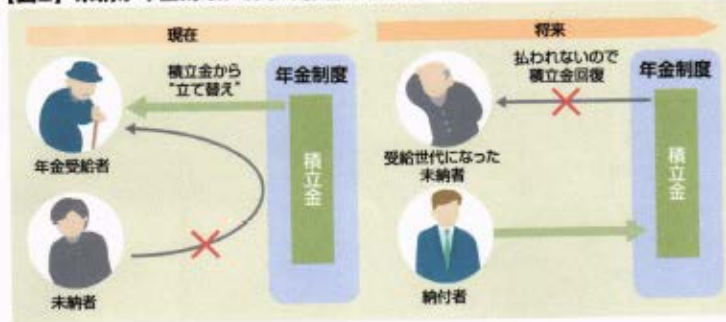 現在
積立金から
"立て替え"
年金制度
積立金
年金受給者
未納者
将来
払われないので
積立金回復
年金制度
積立金
受給世代になった
未納者
納付者